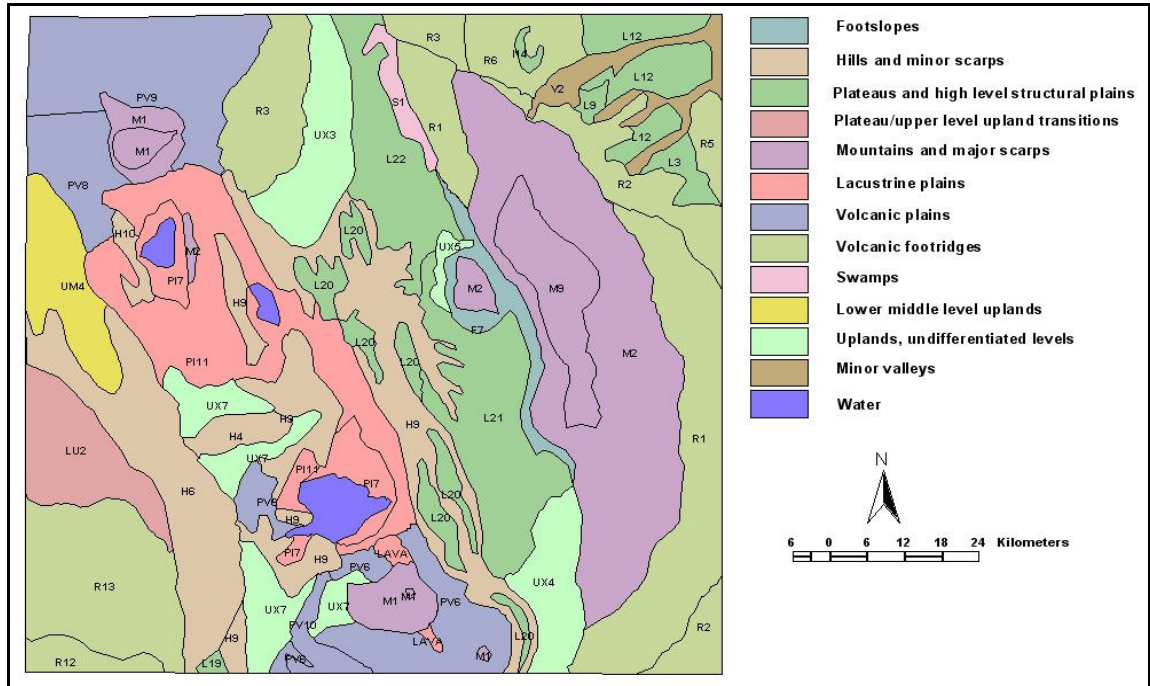 Footslopes
Hills and minor scarps
Plateaus and high level structural plains
Plateau/upper level upland transitions
Mountains and major scarps
Lacustrine plains
Volcanic plains
Volcanic footridges
Swamps
Lower middle level uplands
Uplands, undifferentiated levels
Minor valleys
Water
N
6 0 6 12 18 24 Kilometers
R3
L12
R6
L12
PV9
V2
S1
L9
M1
R3
R1
UX3
L12
R5
M1
L22
L3
PV8
R2
H10
L20
M2
UX5
PI7
UM4
L20
M2
M9
H9
F7
L20
M2
PI11
L20
UX7
L21
H9
H9
H4
R1
LU2
UX7
PI11
PI7
H6
L20
H9
L20
PI7
LAVA
H9
PV6
R13
UX4
UX7
UX7
M1
M1
PV6
PV10
R2
H9
LAVA
L20
R12
L19
M1